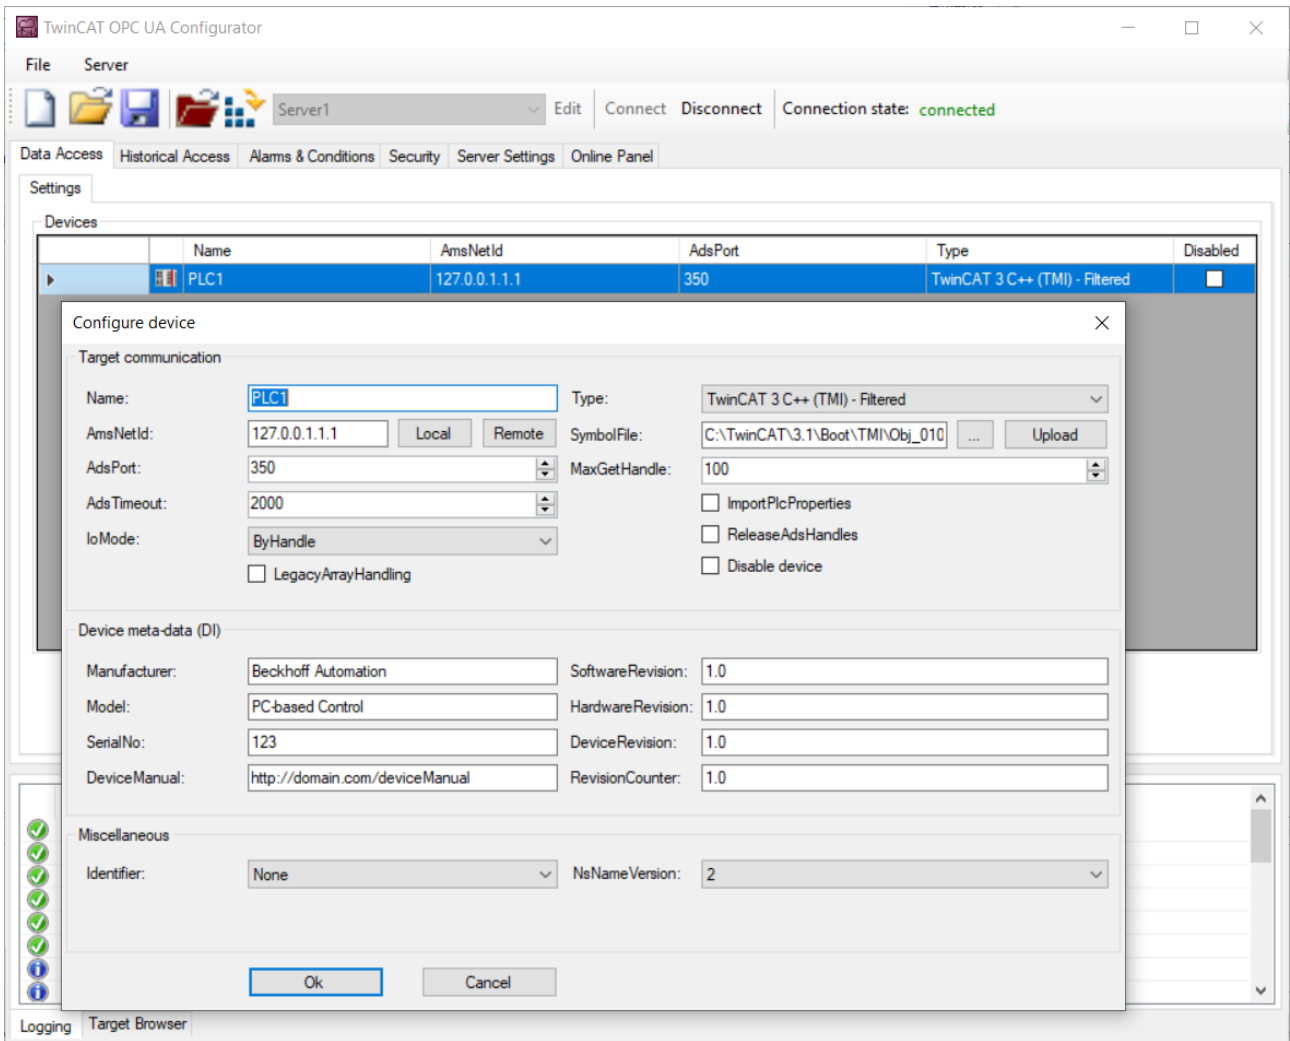 TwinCAT OPC UA Configurator
File Server
Server1 Edit Connect Disconnect Connection state: connected
Data Access Historical Access Alarms & Conditions Security Server Settings Online Panel
Settings
Devices
Name AmsNetId AdsPort Type Disabled
PLC1 127.0.0.1.1.1 350 TwinCAT 3 C++ (TMI) - Filtered
Configure device
Target communication
Name: PLC1 Type: TwinCAT 3 C++ (TMI) - Filtered
AmsNetId: 127.0.0.1.1.1 Local Remote SymbolFile: C:\TwinCAT\3.1\Boot\TMI\Obj_010 ... Upload
AdsPort: 350 MaxGetHandle: 100
AdsTimeout: 2000 ImportPlcProperties
IoMode: ByHandle ReleaseAdsHandles
LegacyArrayHandling Disable device
Device meta-data (DI)
Manufacturer: Beckhoff Automation SoftwareRevision: 1.0
Model: PC-based Control HardwareRevision: 1.0
SerialNo: 123 DeviceRevision: 1.0
DeviceManual: http://domain.com/deviceManual RevisionCounter: 1.0
Miscellaneous
Identifier: None NsNameVersion: 2
Ok Cancel
Logging Target Browser